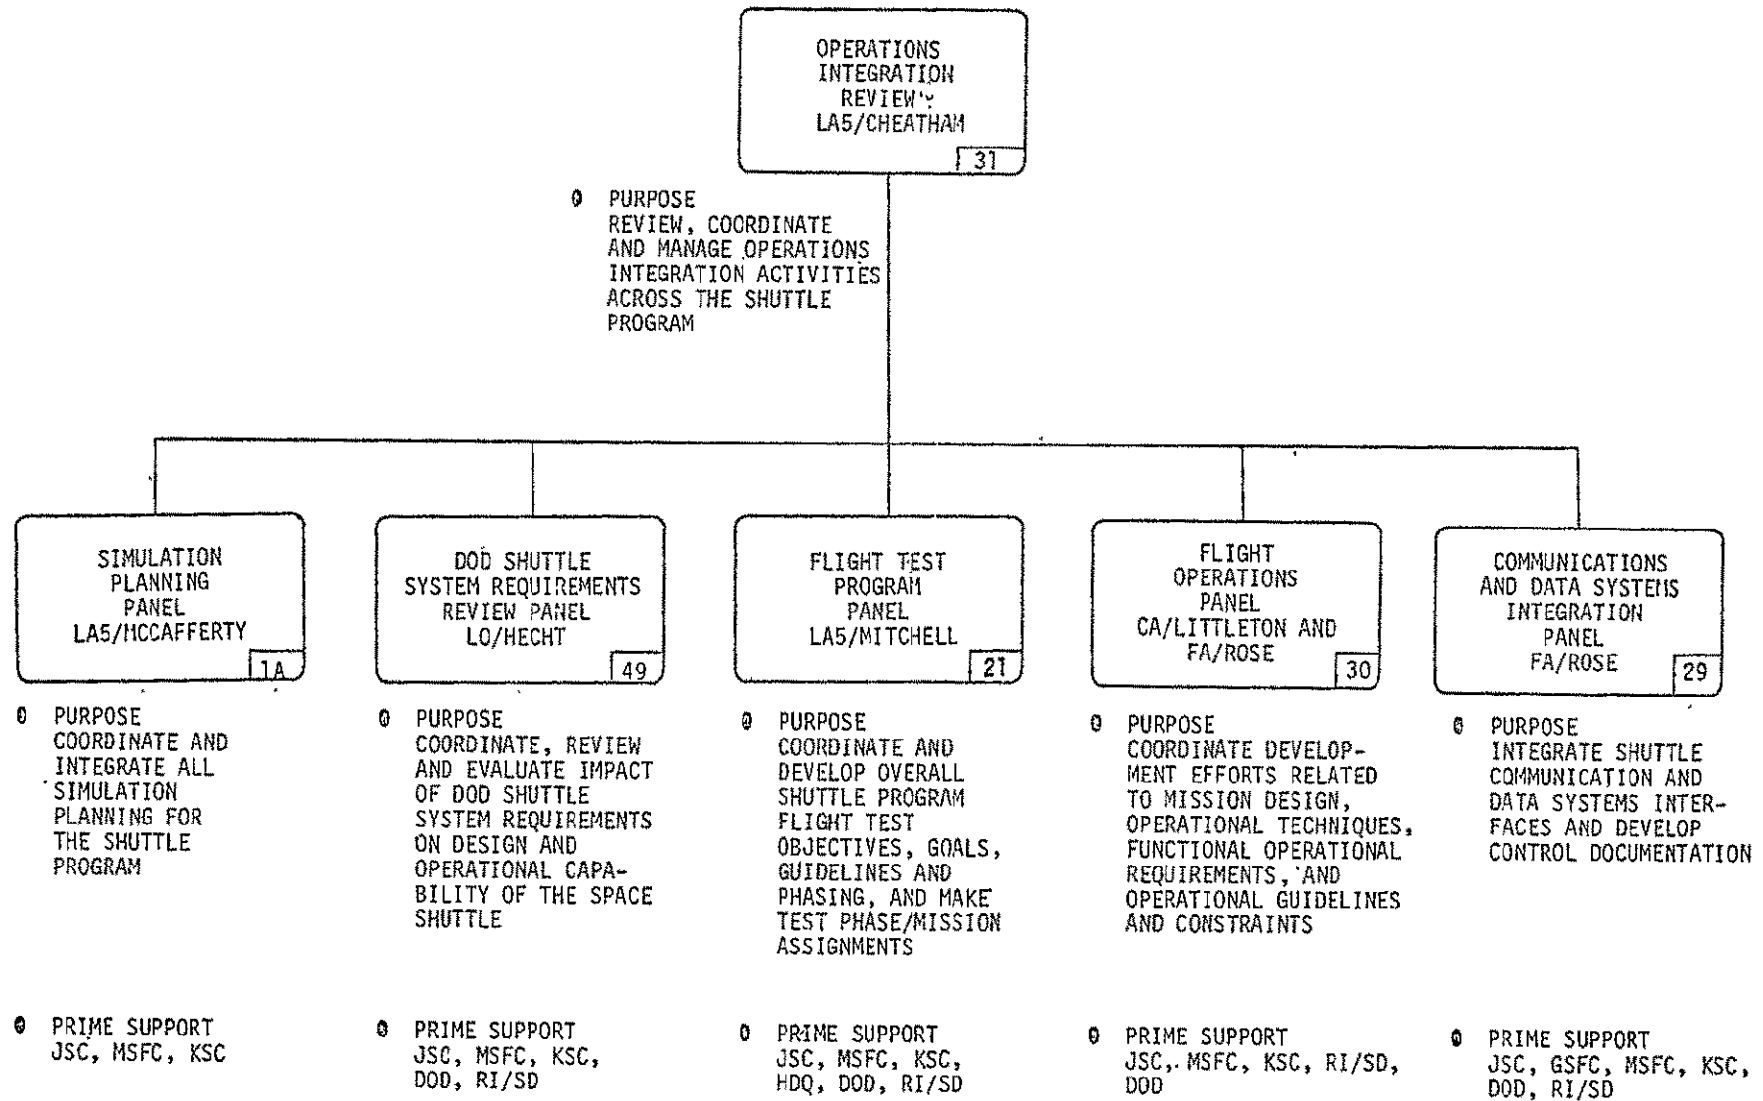 OPERATIONS
INTEGRATION
REVIEW
LA5/CHEATHAM
31
PURPOSE
REVIEW, COORDINATE
AND MANAGE OPERATIONS
INTEGRATION ACTIVITIES
ACROSS THE SHUTTLE
PROGRAM
SIMULATION
PLANNING
PANEL
LA5/MCCAFFERTY
1A
PURPOSE
COORDINATE AND
INTEGRATE ALL
SIMULATION
PLANNING FOR
THE SHUTTLE
PROGRAM
PRIME SUPPORT
JSC, MSFC, KSC
DOD SHUTTLE
SYSTEM REQUIREMENTS
REVIEW PANEL
LO/HECHT
49
PURPOSE
COORDINATE, REVIEW
AND EVALUATE IMPACT
OF DOD SHUTTLE
SYSTEM REQUIREMENTS
ON DESIGN AND
OPERATIONAL CAPA-
BILITY OF THE SPACE
SHUTTLE
PRIME SUPPORT
JSC, MSFC, KSC,
DOD, RI/SD
FLIGHT TEST
PROGRAM
PANEL
LA5/MITCHELL
21
PURPOSE
COORDINATE AND
DEVELOP OVERALL
SHUTTLE PROGRAM
FLIGHT TEST
OBJECTIVES, GOALS,
GUIDELINES AND
PHASING, AND MAKE
TEST PHASE/MISSION
ASSIGNMENTS
PRIME SUPPORT
JSC, MSFC, KSC,
HDQ, DOD, RI/SD
FLIGHT
OPERATIONS
PANEL
CA/LITTLETON AND
FA/ROSE
30
PURPOSE
COORDINATE DEVELOP-
MENT EFFORTS RELATED
TO MISSION DESIGN,
OPERATIONAL TECHNIQUES,
FUNCTIONAL OPERATIONAL
REQUIREMENTS, AND
OPERATIONAL GUIDELINES
AND CONSTRAINTS
PRIME SUPPORT
JSC, MSFC, KSC, RI/SD,
DOD
COMMUNICATIONS
AND DATA SYSTEMS
INTEGRATION
PANEL
FA/ROSE
29
PURPOSE
INTEGRATE SHUTTLE
COMMUNICATION AND
DATA SYSTEMS INTER-
FACES AND DEVELOP
CONTROL DOCUMENTATION
PRIME SUPPORT
JSC, GSFC, MSFC, KSC,
DOD, RI/SD